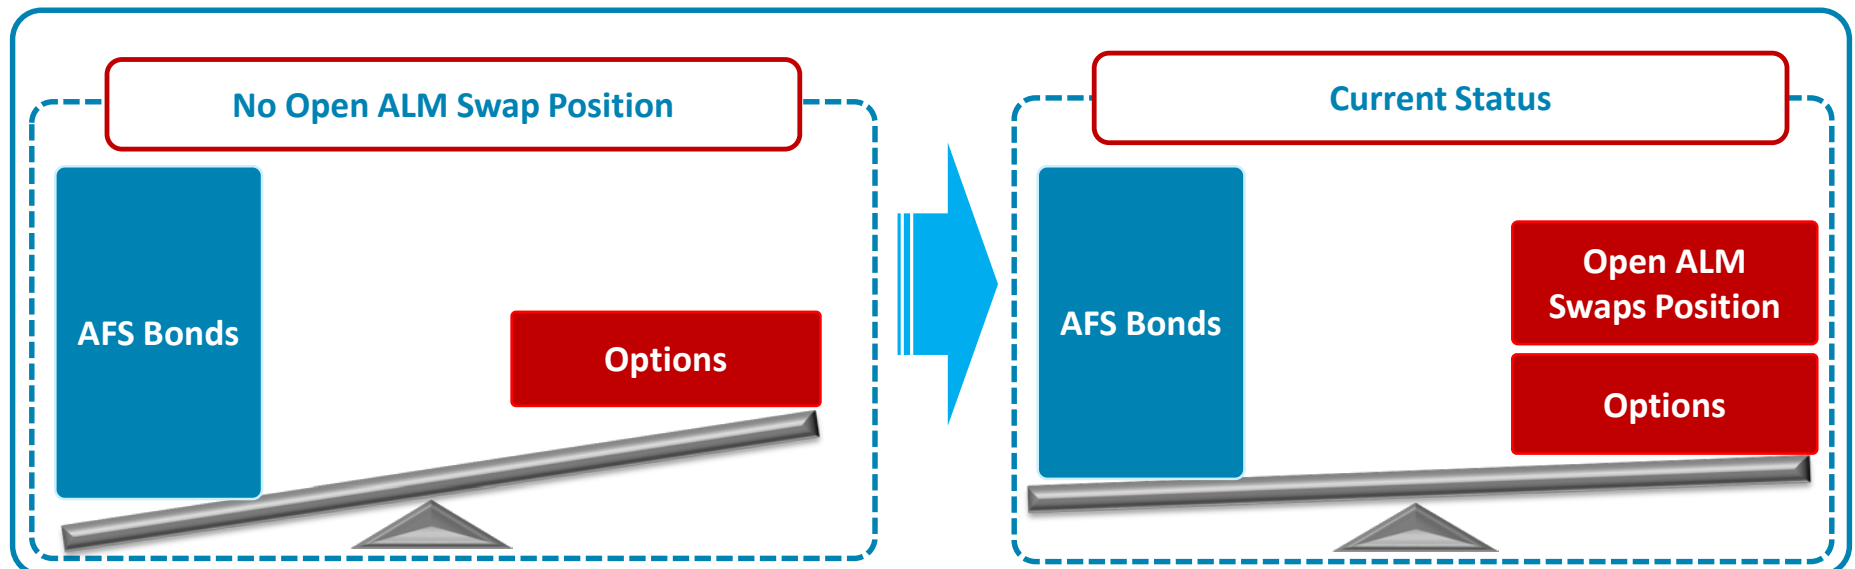 No Open ALM Swap Position
AFS Bonds
Options
Current Status
AFS Bonds
Open ALM
Swaps Position
Options